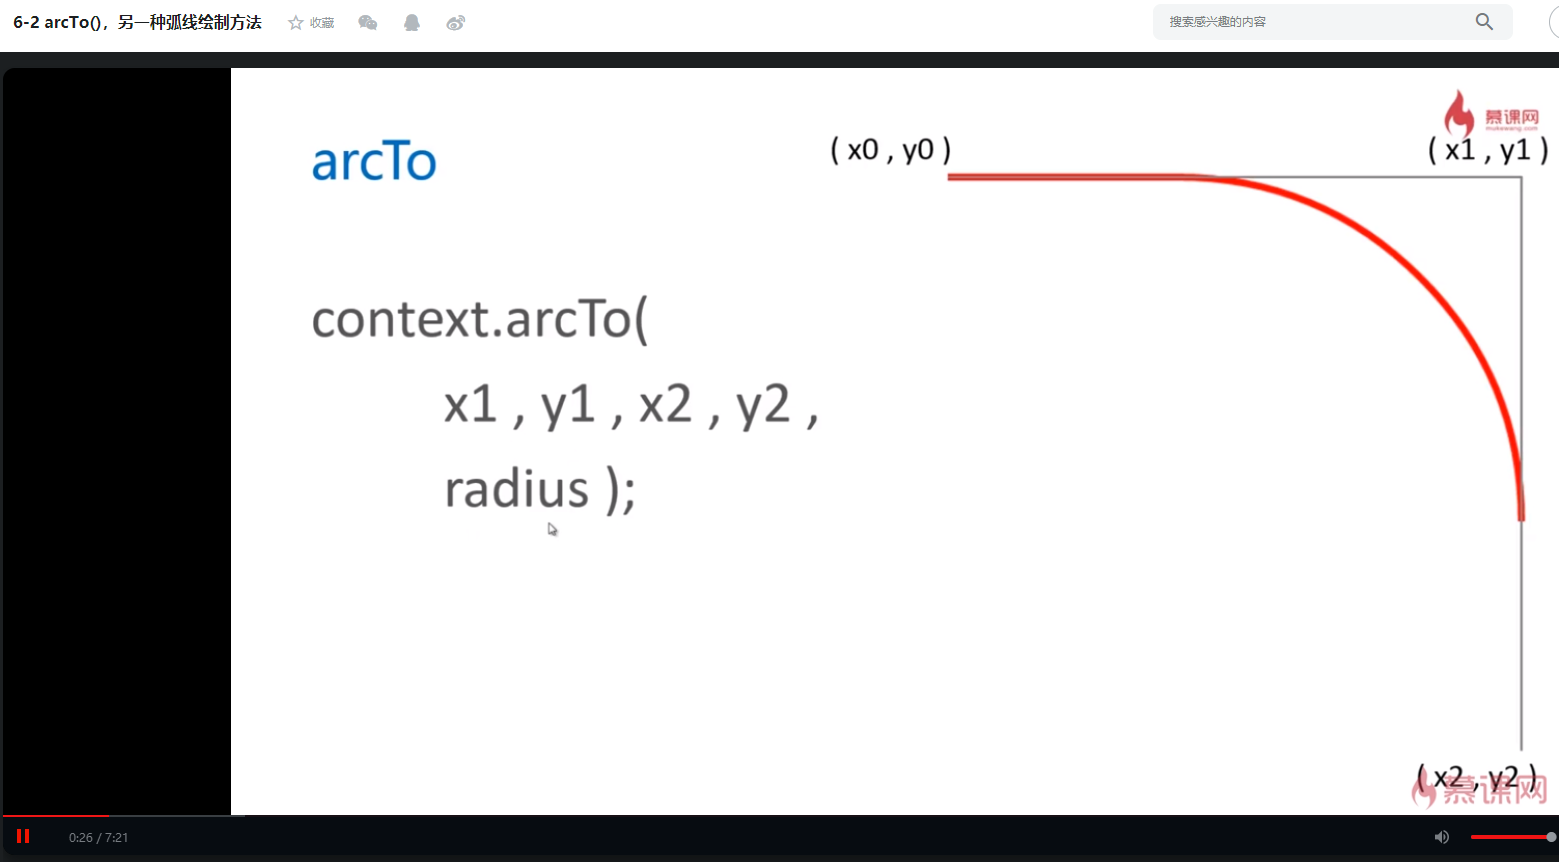 6-2 arcTo()，另一种弧线绘制方法
收藏
搜索感兴趣的内容
慕课网
mukewang.com
arcTo
( x0 , y0 )
( x1 , y1 )
context.arcTo(
x1 , y1 , x2 , y2 ,
radius );
( x2 , y2 )
慕课网
0:26 / 7:21